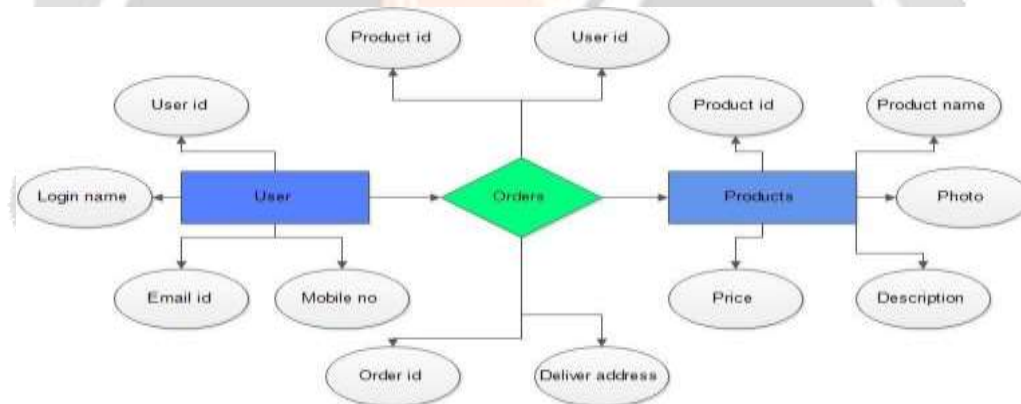 Product id
User id
User id
Product id
Product name
Login name
User
Orders
Products
Photo
Email id
Mobile no
Price
Description
Order id
Deliver address